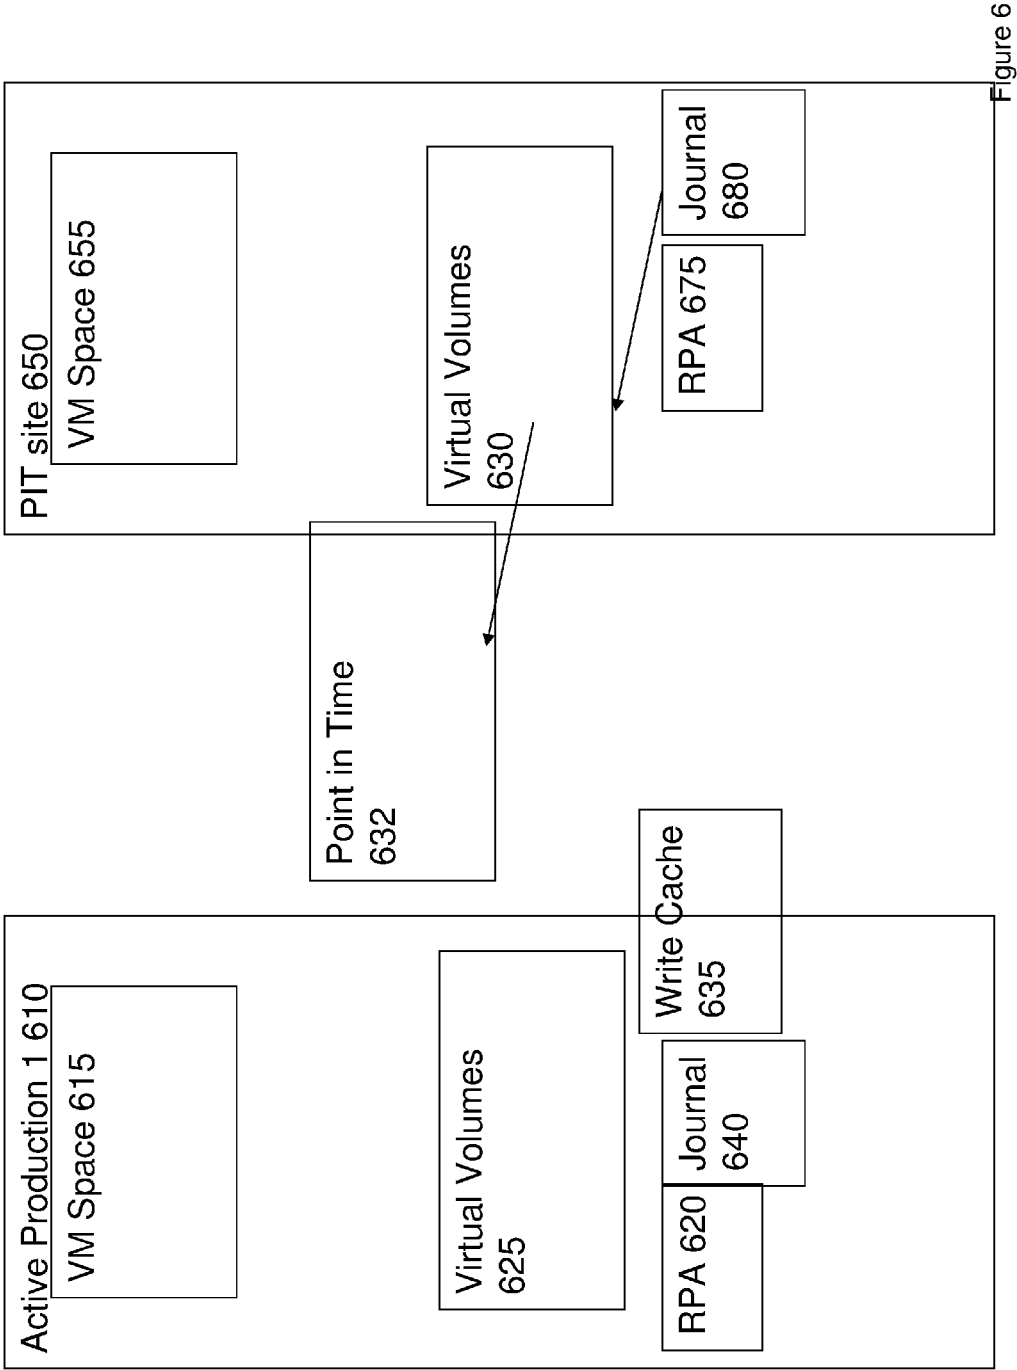 Active Production 1 610
VM Space 615
Virtual Volumes
625
RPA 620
Journal
640
Write Cache
635
Point in Time
632
PIT site 650
VM Space 655
Virtual Volumes
630
RPA 675
Journal
680
Figure 6